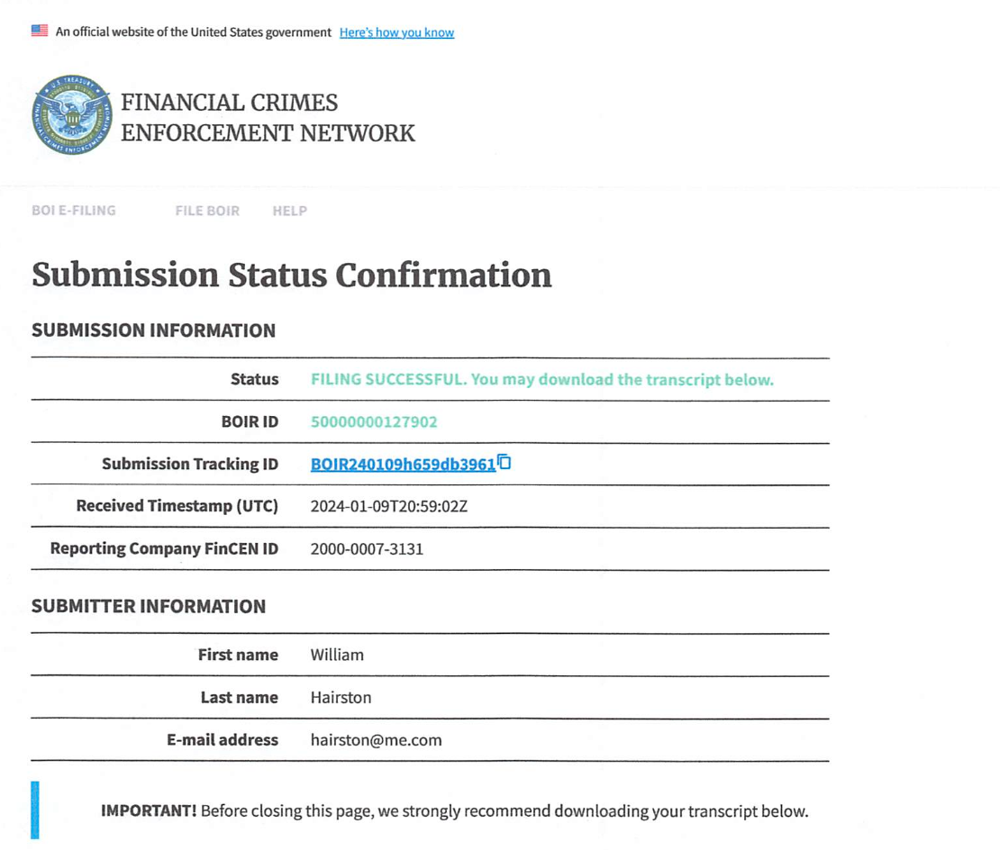 An official website of the United States government Here's how you know
FINANCIAL CRIMES
ENFORCEMENT NETWORK
BOI E-FILING FILE BOIR HELP
Submission Status Confirmation
SUBMISSION INFORMATION
Status FILING SUCCESSFUL. You may download the transcript below.
BOIR ID 50000000127902
Submission Tracking ID BOIR240109h659db3961
Received Timestamp (UTC) 2024-01-09T20:59:02Z
Reporting Company FinCEN ID 2000-0007-3131
SUBMITTER INFORMATION
First name William
Last name Hairston
E-mail address hairston@me.com
IMPORTANT! Before closing this page, we strongly recommend downloading your transcript below.